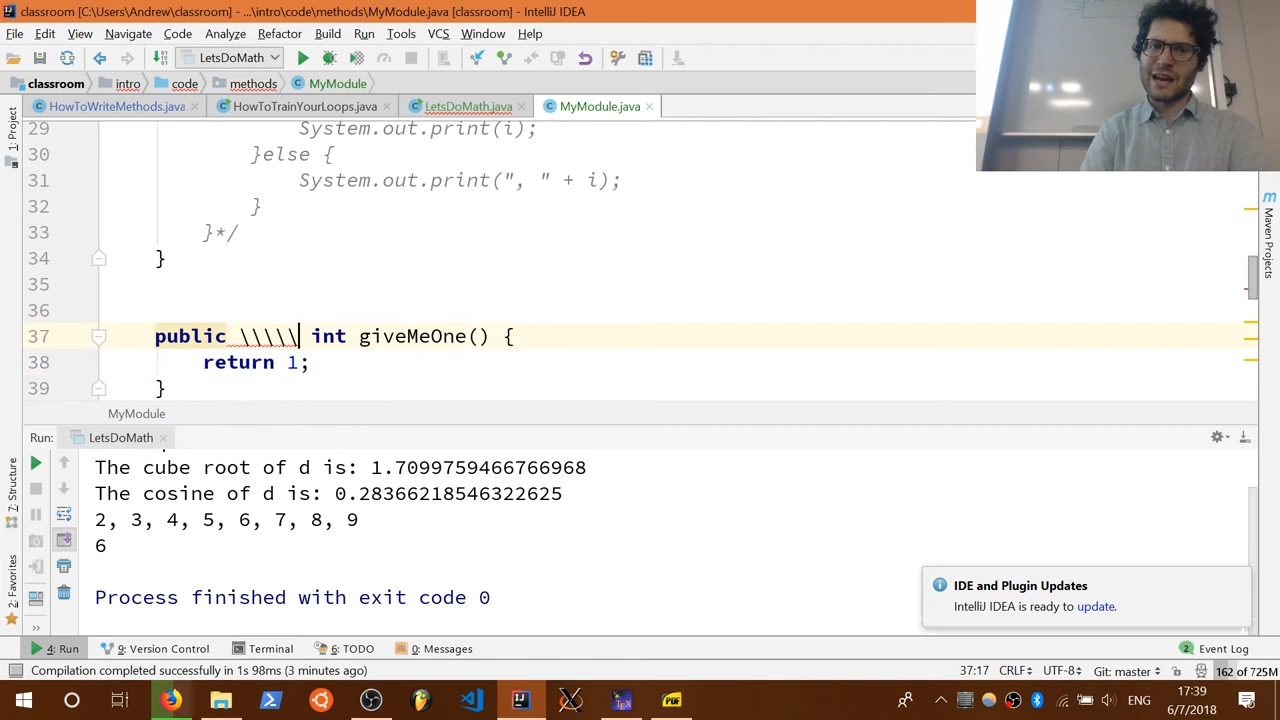 classroom [C:\Users\Andrew\classroom] - ...\intro\code\methods\MyModule.java [classroom] - IntelliJ IDEA
File Edit View Navigate Code Analyze Refactor Build Run Tools VCS Window Help
LetsDoMath
classroom intro code methods MyModule
HowToWriteMethods.java HowToTrainYourLoops.java LetsDoMath.java MyModule.java
1: Project
Maven Projects
29 System.out.print(i);
30 }else {
31 System.out.print(", " + i);
32 }
33 }*/
34 }
35
36
37 public \\\\\ int giveMeOne() {
38 return 1;
39 }
MyModule
Run: LetsDoMath
7: Structure
2: Favorites
The cube root of d is: 1.7099759466766968
The cosine of d is: 0.28366218546322625
2, 3, 4, 5, 6, 7, 8, 9
6
Process finished with exit code 0
IDE and Plugin Updates
IntelliJ IDEA is ready to update.
4: Run 9: Version Control Terminal 6: TODO 0: Messages 2 Event Log
Compilation completed successfully in 1s 98ms (3 minutes ago) 37:17 CRLF÷ UTF-8÷ Git: master÷ 162 of 725M
ENG 17:39
6/7/2018